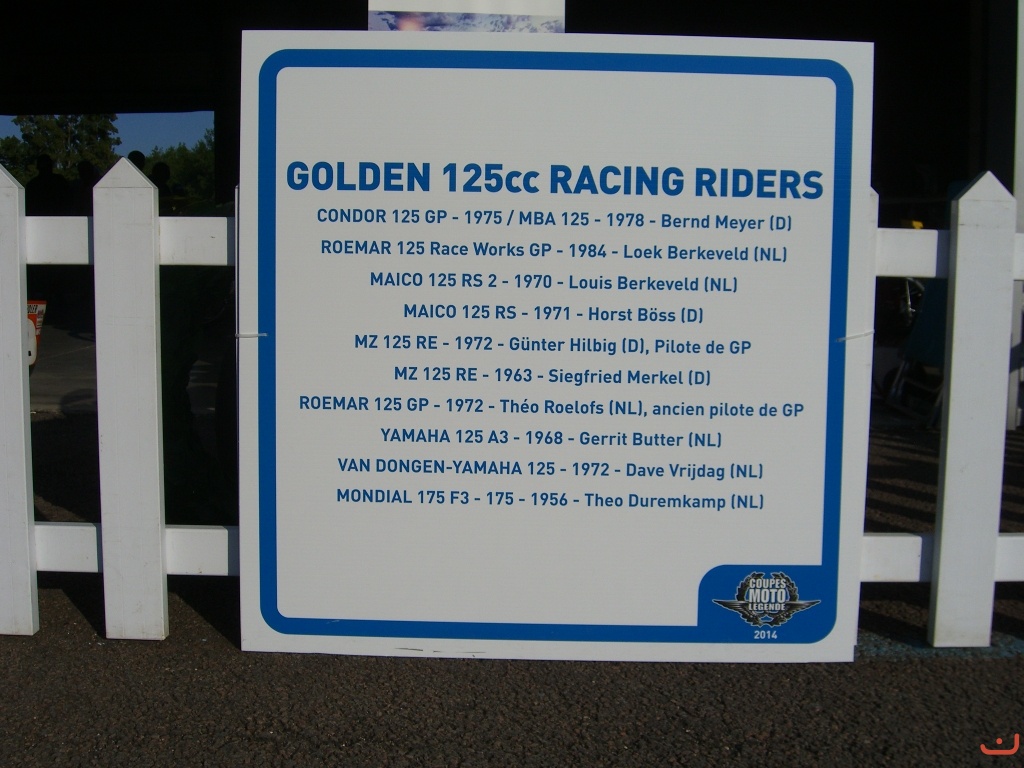 GOLDEN 125cc RACING RIDERS
CONDOR 125 GP - 1975 / MBA 125 - 1978 - Bernd Meyer (D)
ROEMAR 125 Race Works GP - 1984 - Loek Berkeveld (NL)
MAICO 125 RS 2 - 1970 - Louis Berkeveld (NL)
MAICO 125 RS - 1971 - Horst Böss (D)
MZ 125 RE - 1972 - Günter Hilbig (D), Pilote de GP
MZ 125 RE - 1963 - Siegfried Merkel (D)
ROEMAR 125 GP - 1972 - Théo Roelofs (NL), ancien pilote de GP
YAMAHA 125 A3 - 1968 - Gerrit Butter (NL)
VAN DONGEN-YAMAHA 125 - 1972 - Dave Vrijdag (NL)
MONDIAL 175 F3 - 175 - 1956 - Theo Duremkamp (NL)
COUPES
MOTO
LEGENDE
2014